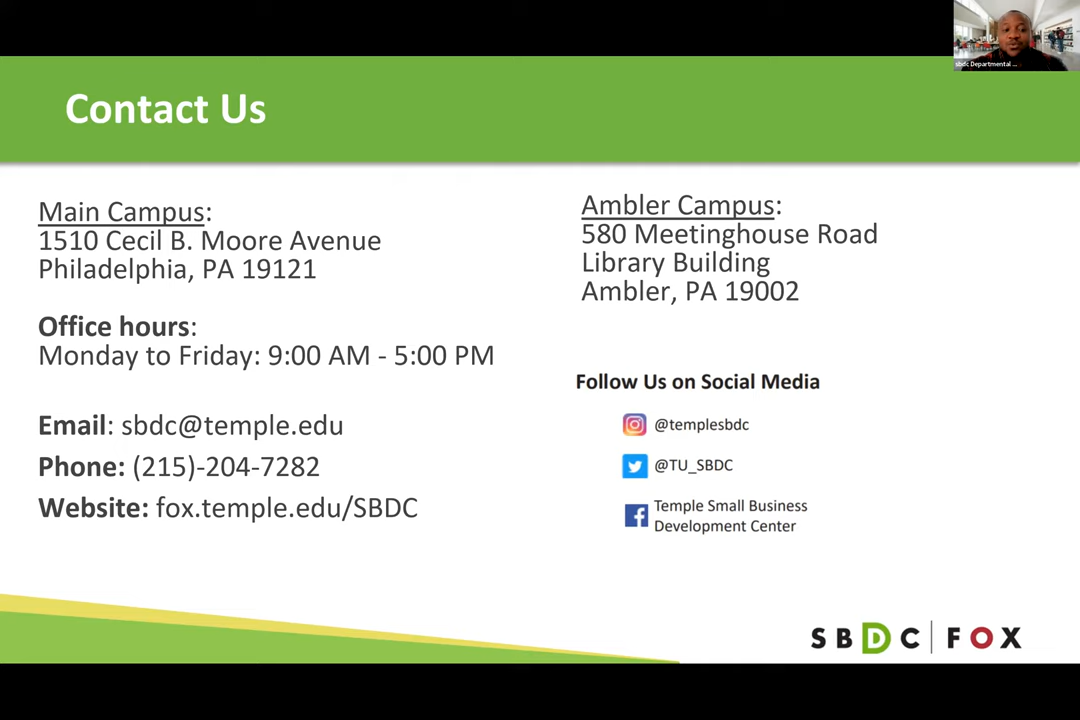 sbdc Departmental ...
Contact Us
Main Campus:
1510 Cecil B. Moore Avenue
Philadelphia, PA 19121
Office hours:
Monday to Friday: 9:00 AM - 5:00 PM
Email: sbdc@temple.edu
Phone: (215)-204-7282
Website: fox.temple.edu/SBDC
Ambler Campus:
580 Meetinghouse Road
Library Building
Ambler, PA 19002
Follow Us on Social Media
@templesbdc
@TU_SBDC
Temple Small Business
Development Center
SBDC | FOX